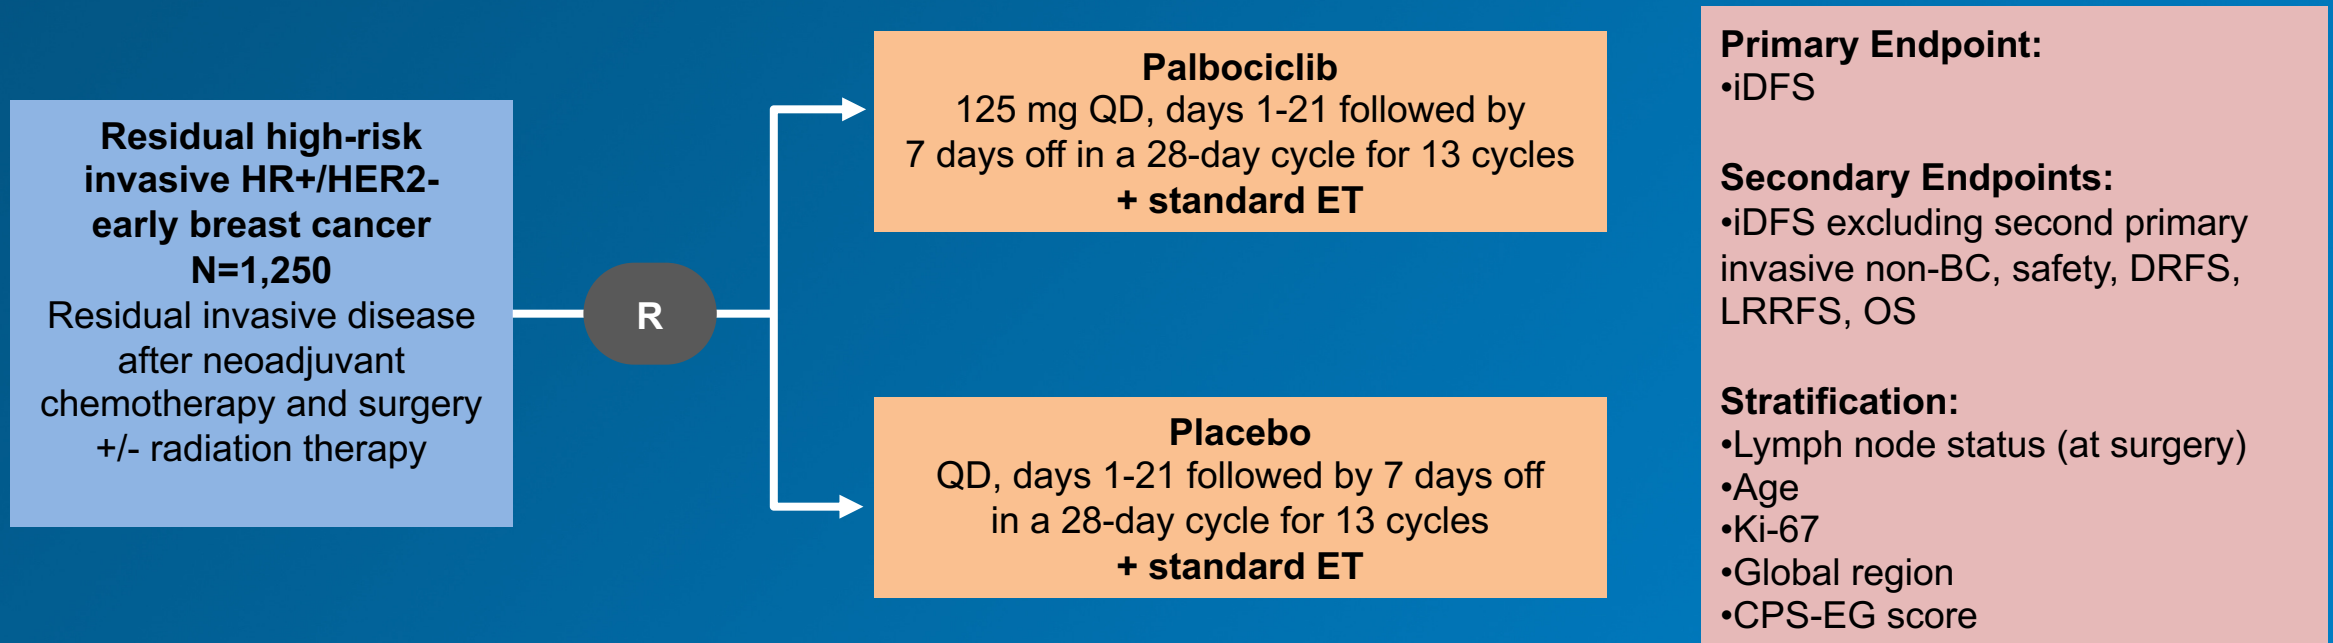 Residual high-risk
invasive HR+/HER2-
early breast cancer
N=1,250
Residual invasive disease
after neoadjuvant
chemotherapy and surgery
+/- radiation therapy
R
Palbociclib
125 mg QD, days 1-21 followed by
7 days off in a 28-day cycle for 13 cycles
+ standard ET
Placebo
QD, days 1-21 followed by 7 days off
in a 28-day cycle for 13 cycles
+ standard ET
Primary Endpoint:
•iDFS
Secondary Endpoints:
•iDFS excluding second primary
invasive non-BC, safety, DRFS,
LRRFS, OS
Stratification:
•Lymph node status (at surgery)
•Age
•Ki-67
•Global region
•CPS-EG score